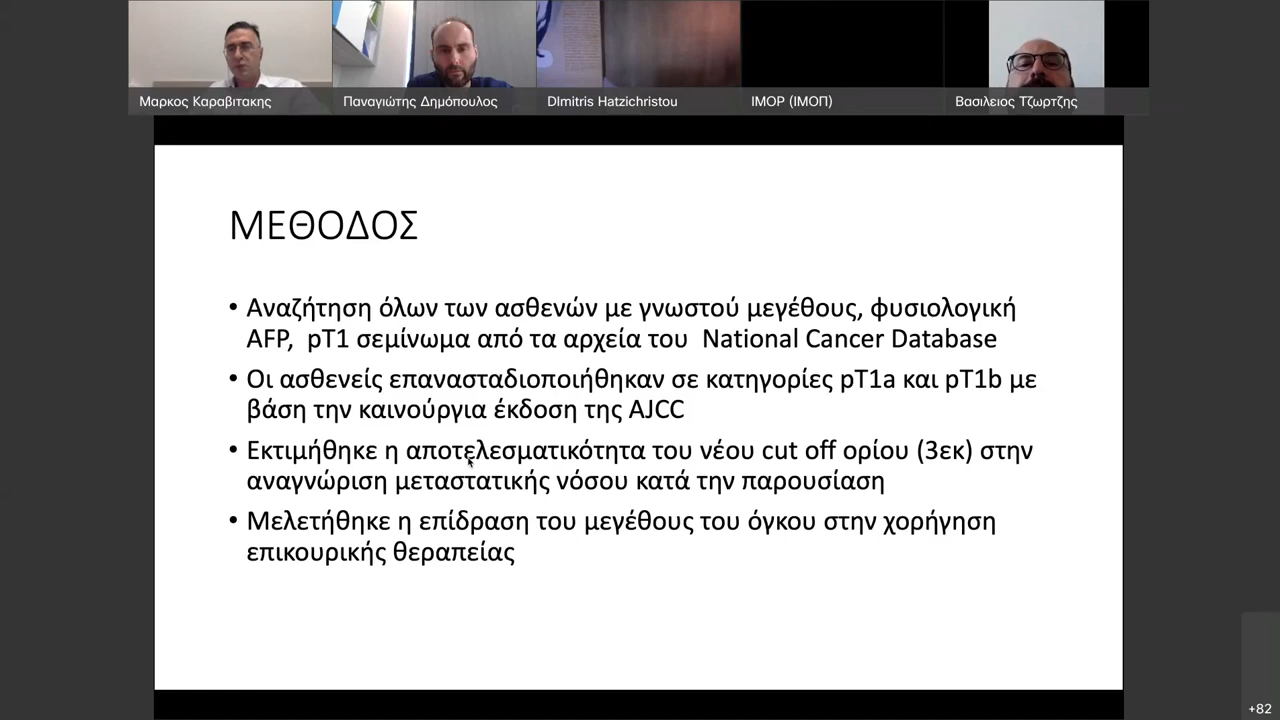 Μαρκος Καραβιτακης
Παναγιώτης Δημόπουλος
DImitris Hatzichristou
IMOP (ΙΜΟΠ)
Βασιλειος Τζωρτζης
ΜΕΘΟΔΟΣ
• Αναζήτηση όλων των ασθενών με γνωστού μεγέθους, φυσιολογική
AFP, pT1 σεμίνωμα από τα αρχεία του National Cancer Database
• Οι ασθενείς επανασταδιοποιήθηκαν σε κατηγορίες pT1a και pT1b με
βάση την καινούργια έκδοση της AJCC
• Εκτιμήθηκε η αποτελεσματικότητα του νέου cut off ορίου (3εκ) στην
αναγνώριση μεταστατικής νόσου κατά την παρουσίαση
• Μελετήθηκε η επίδραση του μεγέθους του όγκου στην χορήγηση
επικουρικής θεραπείας
+82